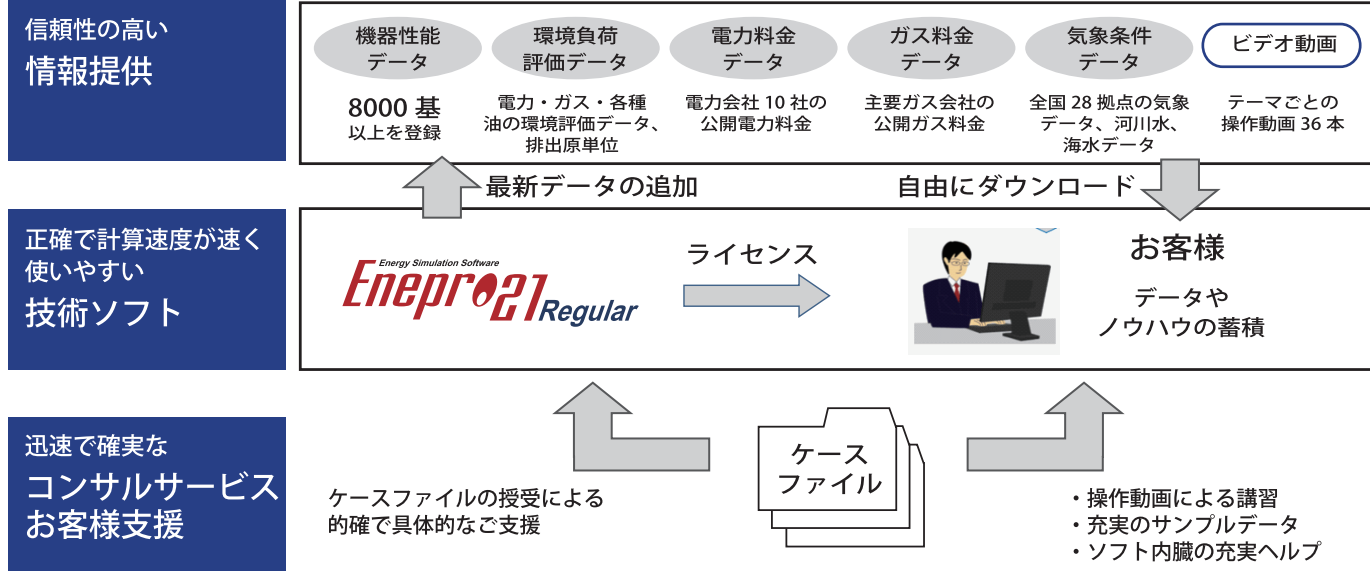 信頼性の高い
情報提供
機器性能
データ
8000 基
以上を登録
環境負荷
評価データ
電力・ガス・各種
油の環境評価データ、
排出原単位
電力料金
データ
電力会社 10 社の
公開電力料金
ガス料金
データ
主要ガス会社の
公開ガス料金
気象条件
データ
全国 28 拠点の気象
データ、河川水、
海水データ
ビデオ動画
テーマごとの
操作動画 36 本
最新データの追加
自由にダウンロード
正確で計算速度が速く
使いやすい
技術ソフト
Energy Simulation Software
Enepro21
Regular
ライセンス
お客様
データや
ノウハウの蓄積
迅速で確実な
コンサルサービス
お客様支援
ケースファイルの授受による
的確で具体的なご支援
ケース
ファイル
・操作動画による講習
・充実のサンプルデータ
・ソフト内臓の充実ヘルプ